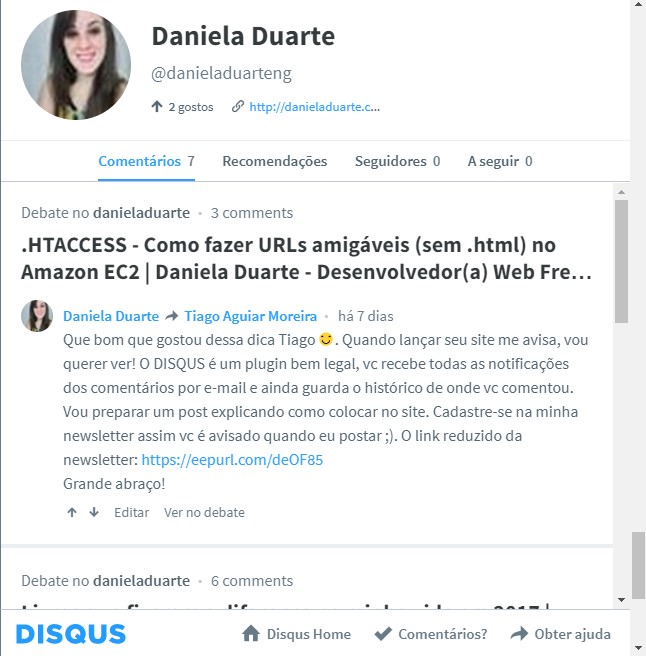 Daniela Duarte
@danieladuarteng
2 gostos http://danieladuarte.c...
Comentários 7 Recomendações Seguidores 0 A seguir 0
Debate no danieladuarte • 3 comments
.HTACCESS - Como fazer URLs amigáveis (sem .html) no
Amazon EC2 | Daniela Duarte - Desenvolvedor(a) Web Fre...
Daniela Duarte Tiago Aguiar Moreira • há 7 dias
Que bom que gostou dessa dica Tiago 😃. Quando lançar seu site me avisa, vou
querer ver! O DISQUS é um plugin bem legal, vc recebe todas as notificações
dos comentários por e-mail e ainda guarda o histórico de onde vc comentou.
Vou preparar um post explicando como colocar no site. Cadastre-se na minha
newsletter assim vc é avisado quando eu postar ;). O link reduzido da
newsletter: https://eepurl.com/deOF85
Grande abraço!
Editar Ver no debate
Debate no danieladuarte • 6 comments
DISQUS Disqus Home Comentários? Obter ajuda